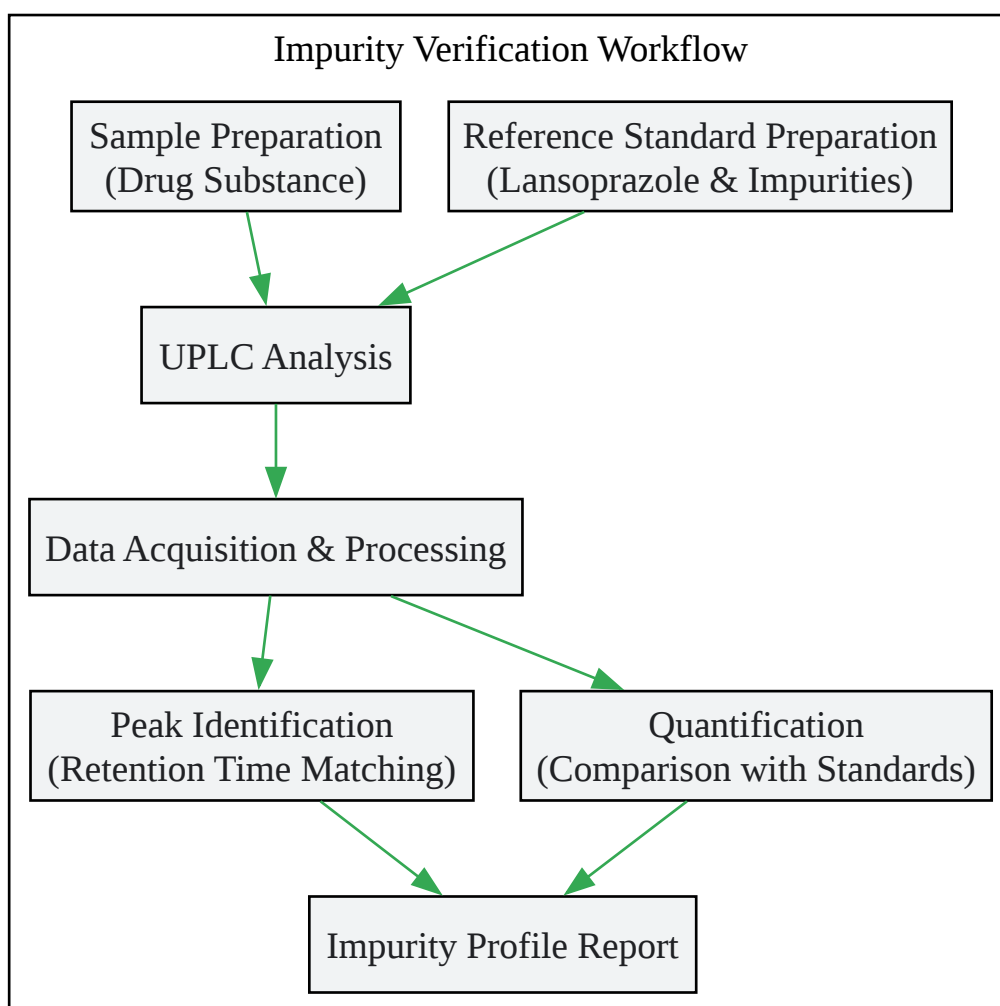 Impurity Verification Workflow
Sample Preparation
(Drug Substance)
Reference Standard Preparation
(Lansoprazole & Impurities)
UPLC Analysis
Data Acquisition & Processing
Peak Identification
(Retention Time Matching)
Quantification
(Comparison with Standards)
Impurity Profile Report